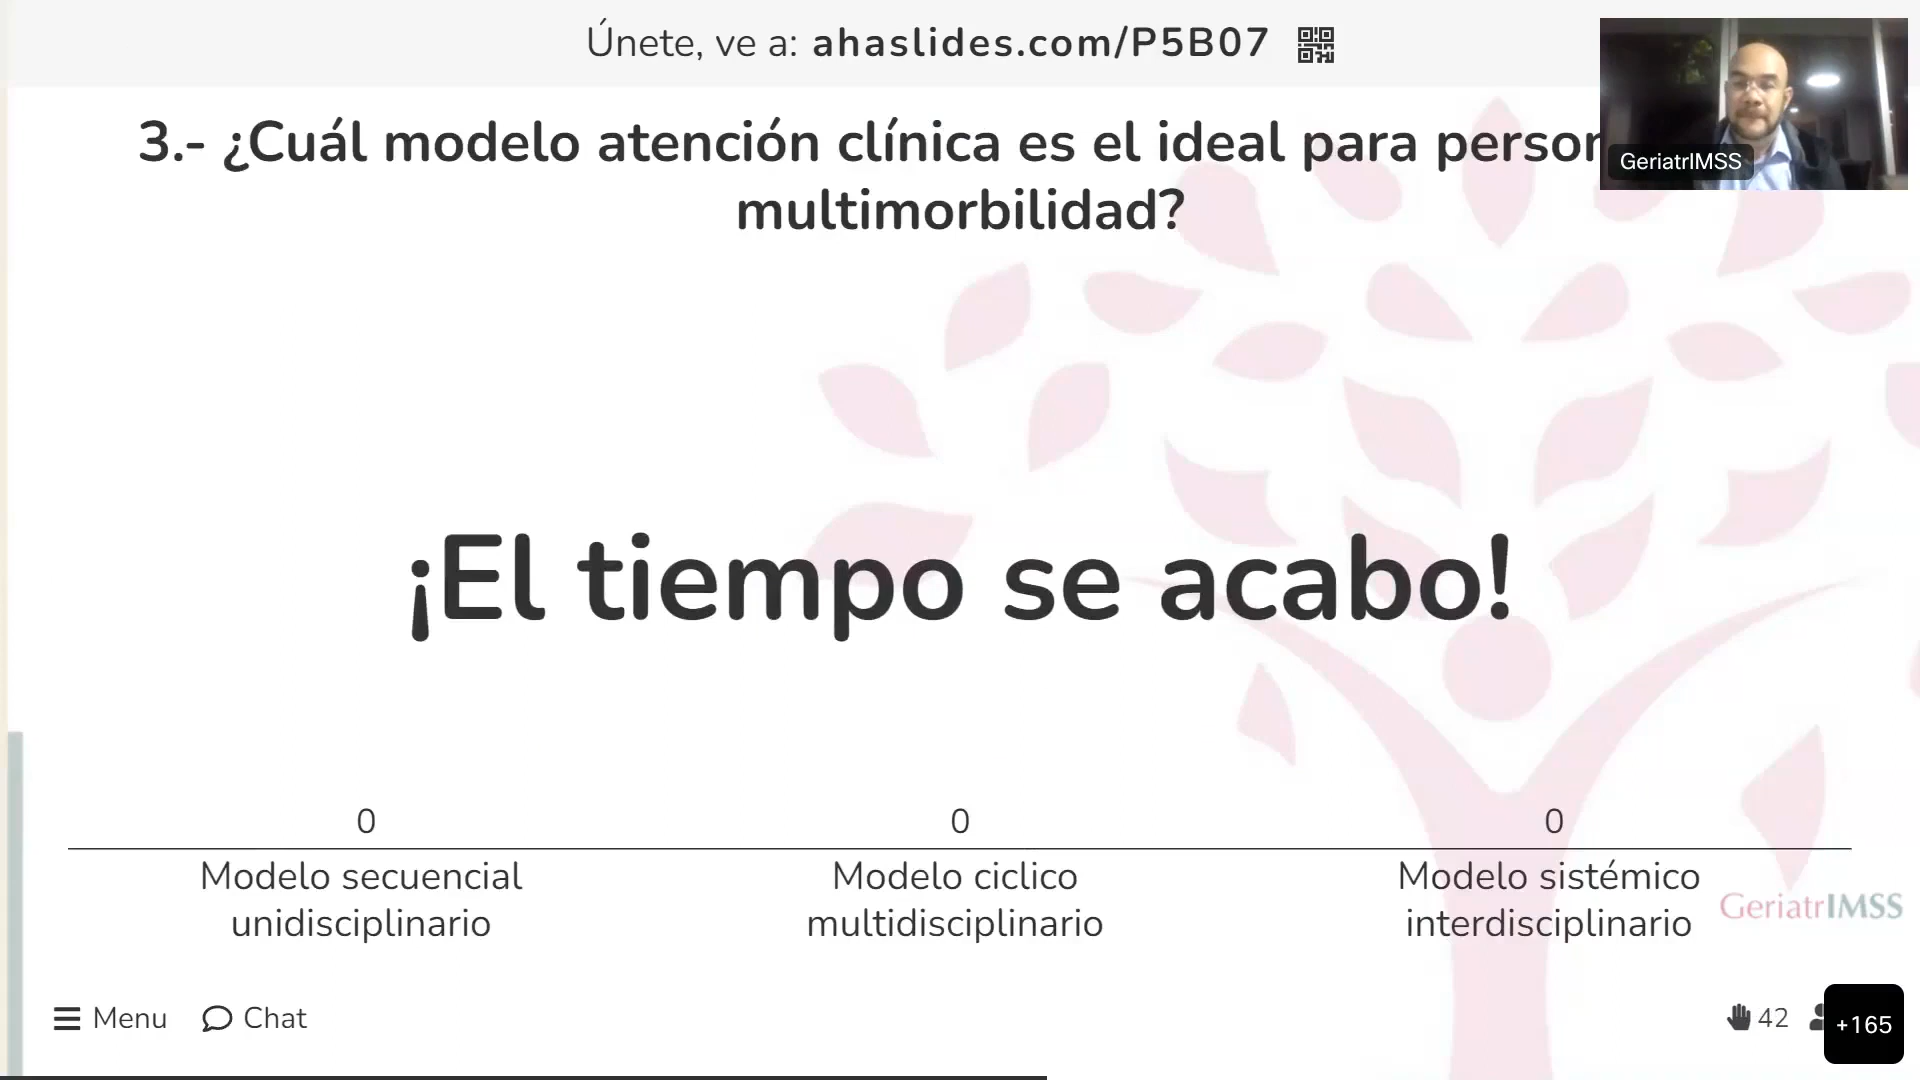 Únete, ve a: ahaslides.com/P5B07
3.- ¿Cuál modelo atención clínica es el ideal para
multimorbilidad?
GeriatrIMSS
¡El tiempo se acabo!
0
0
0
Modelo secuencial
unidisciplinario
Modelo ciclico
multidisciplinario
Modelo sistémico
interdisciplinario
GeriatrIMSS
Menu
Chat
42
+165